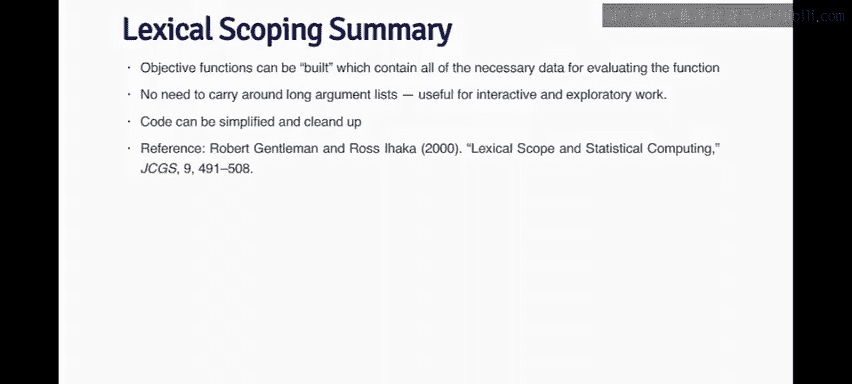 Lexical Scoping Summary
· Objective functions can be “built” which contain all of the necessary data for evaluating the function
· No need to carry around long argument lists — useful for interactive and exploratory work.
· Code can be simplified and cleand up
· Reference: Robert Gentleman and Ross Ihaka (2000). “Lexical Scope and Statistical Computing,”
JCGS, 9, 491–508.